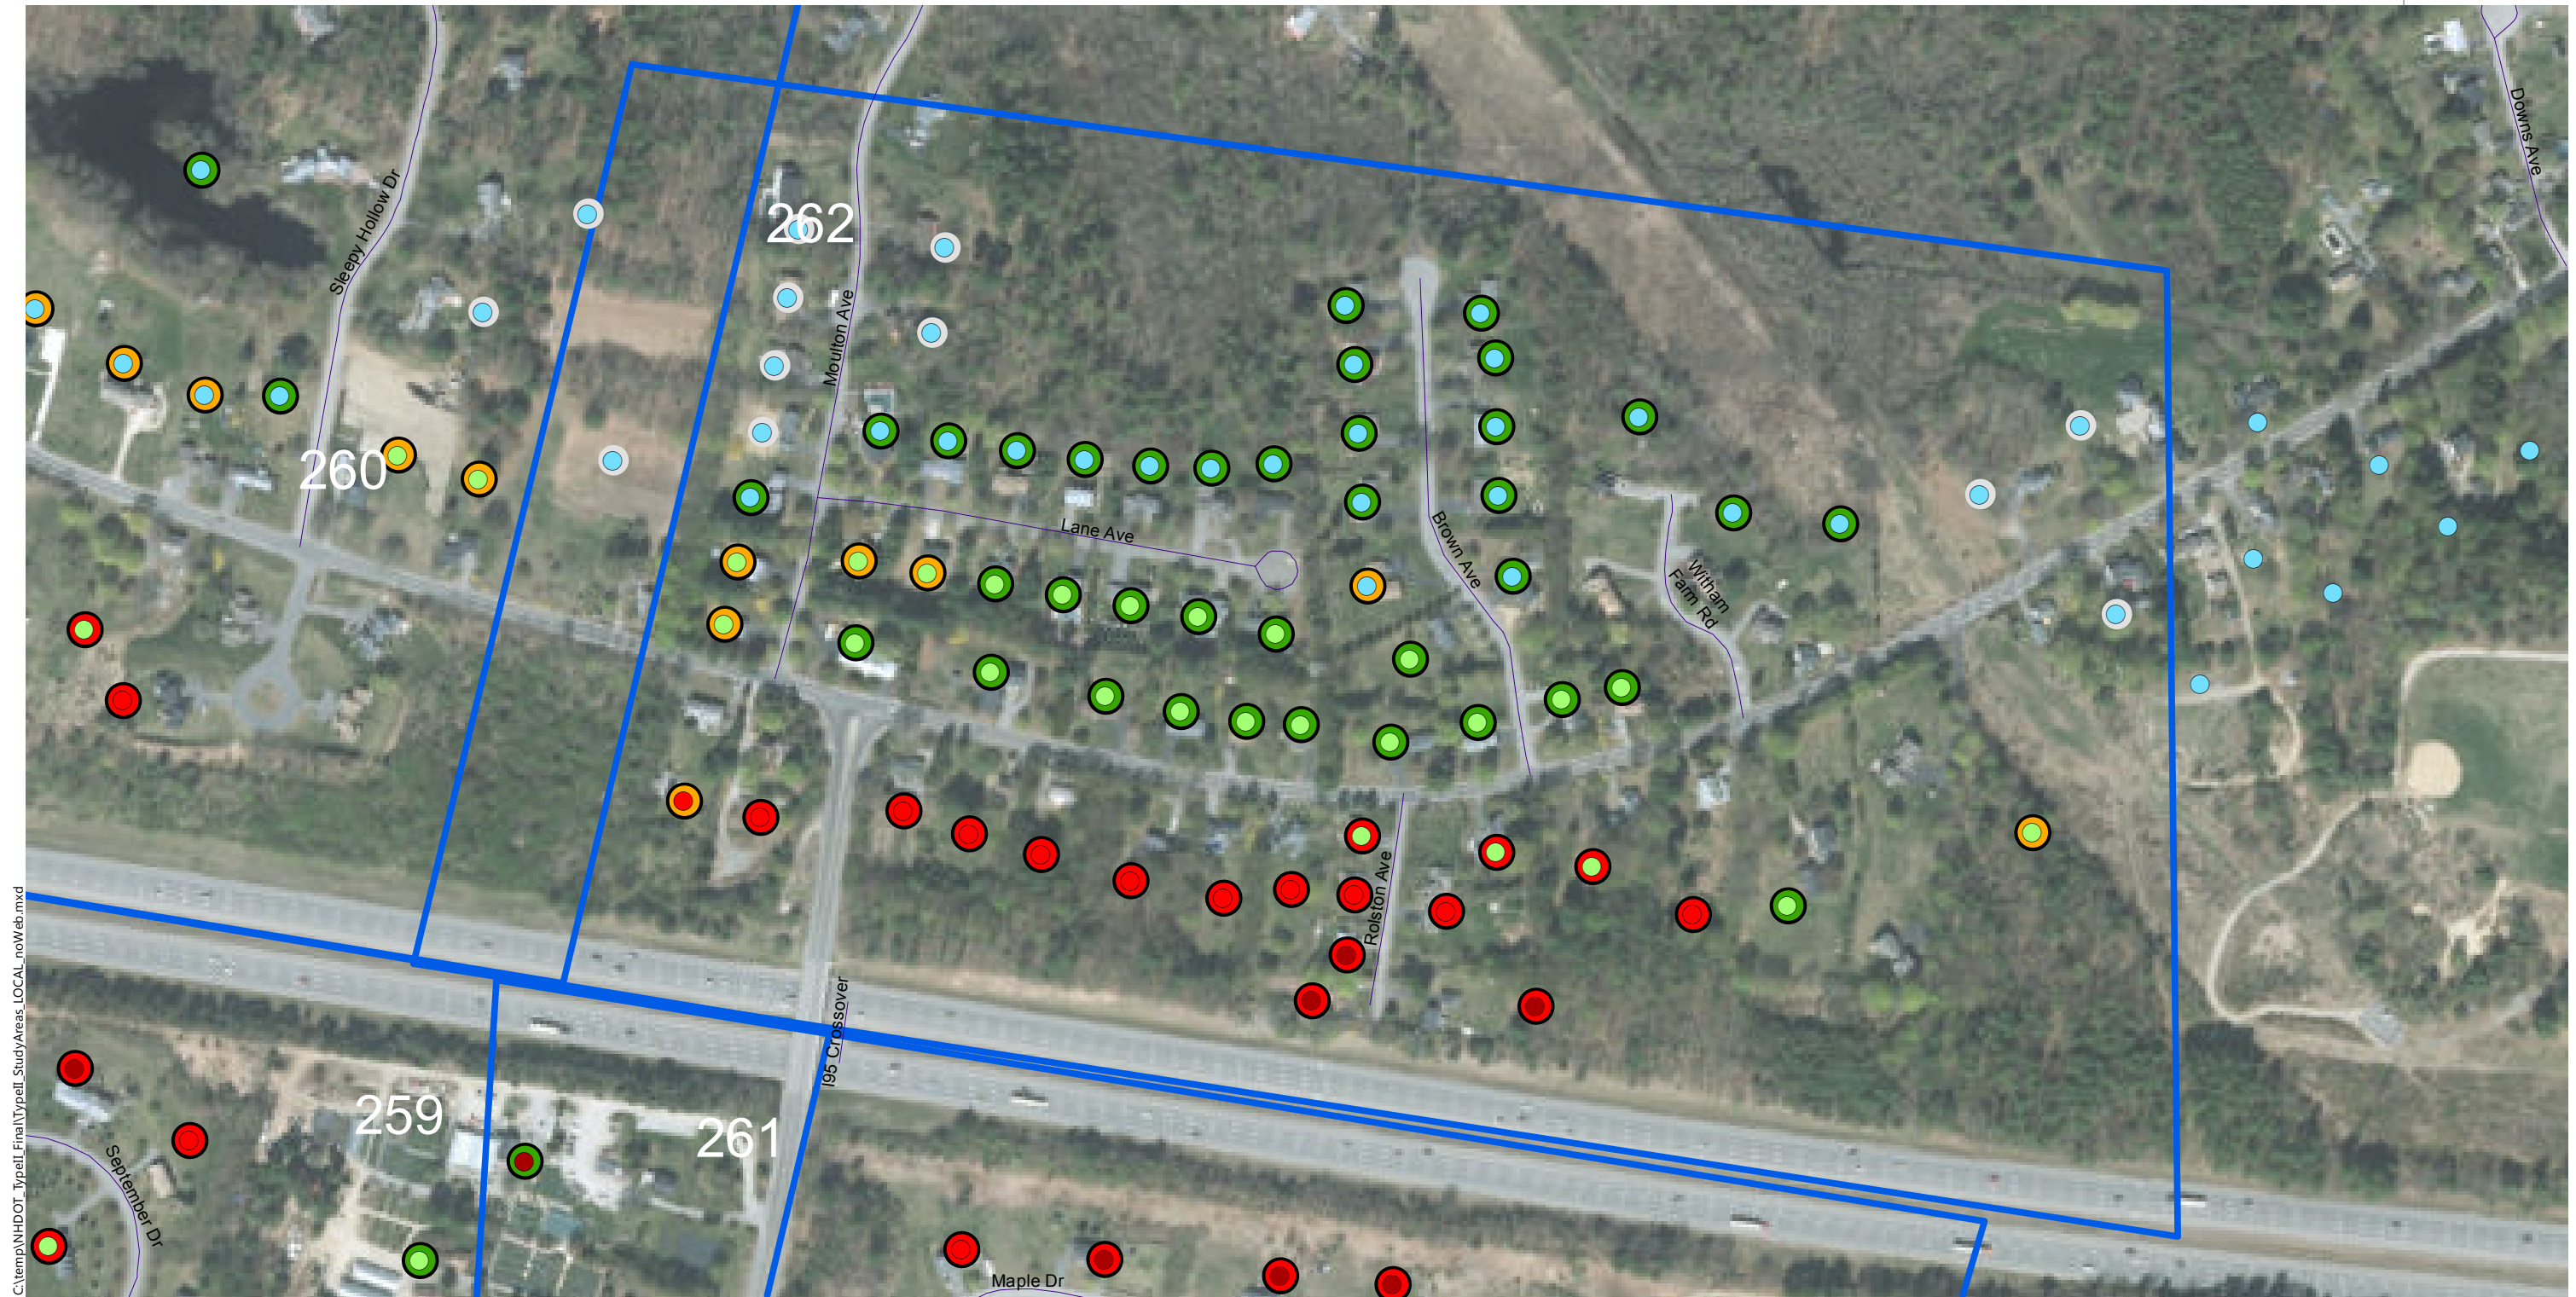 Downs Ave
Sleepy Hollow Dr
262
Moulton Ave
260
Lane Ave
Brown Ave
Witham
Farm Rd
Rolston Ave
I95 Crossover
259
261
September Dr
Maple Dr
C:\temp\NHDOT_TypeII_Final\TypeII_StudyAreas_LOCAL_noWeb.mxd